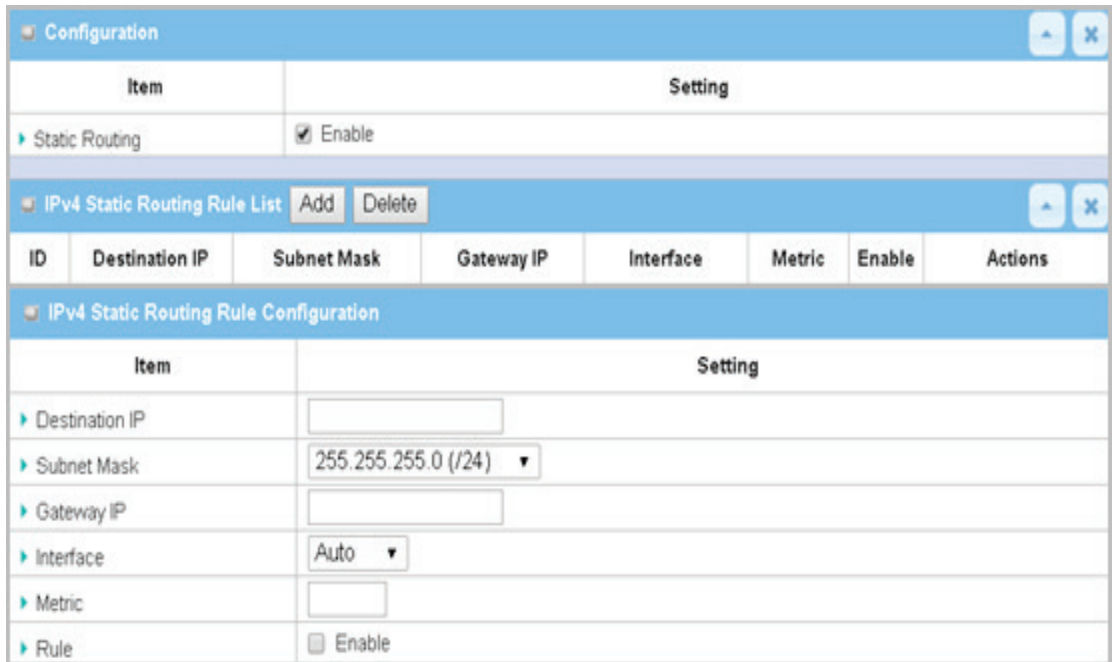 Configuration
Item Setting
Static Routing Enable
IPv4 Static Routing Rule List Add Delete
ID Destination IP Subnet Mask Gateway IP Interface Metric Enable Actions
IPv4 Static Routing Rule Configuration
Item Setting
Destination IP
Subnet Mask 255.255.255.0 (/24)
Gateway IP
Interface Auto
Metric
Rule Enable